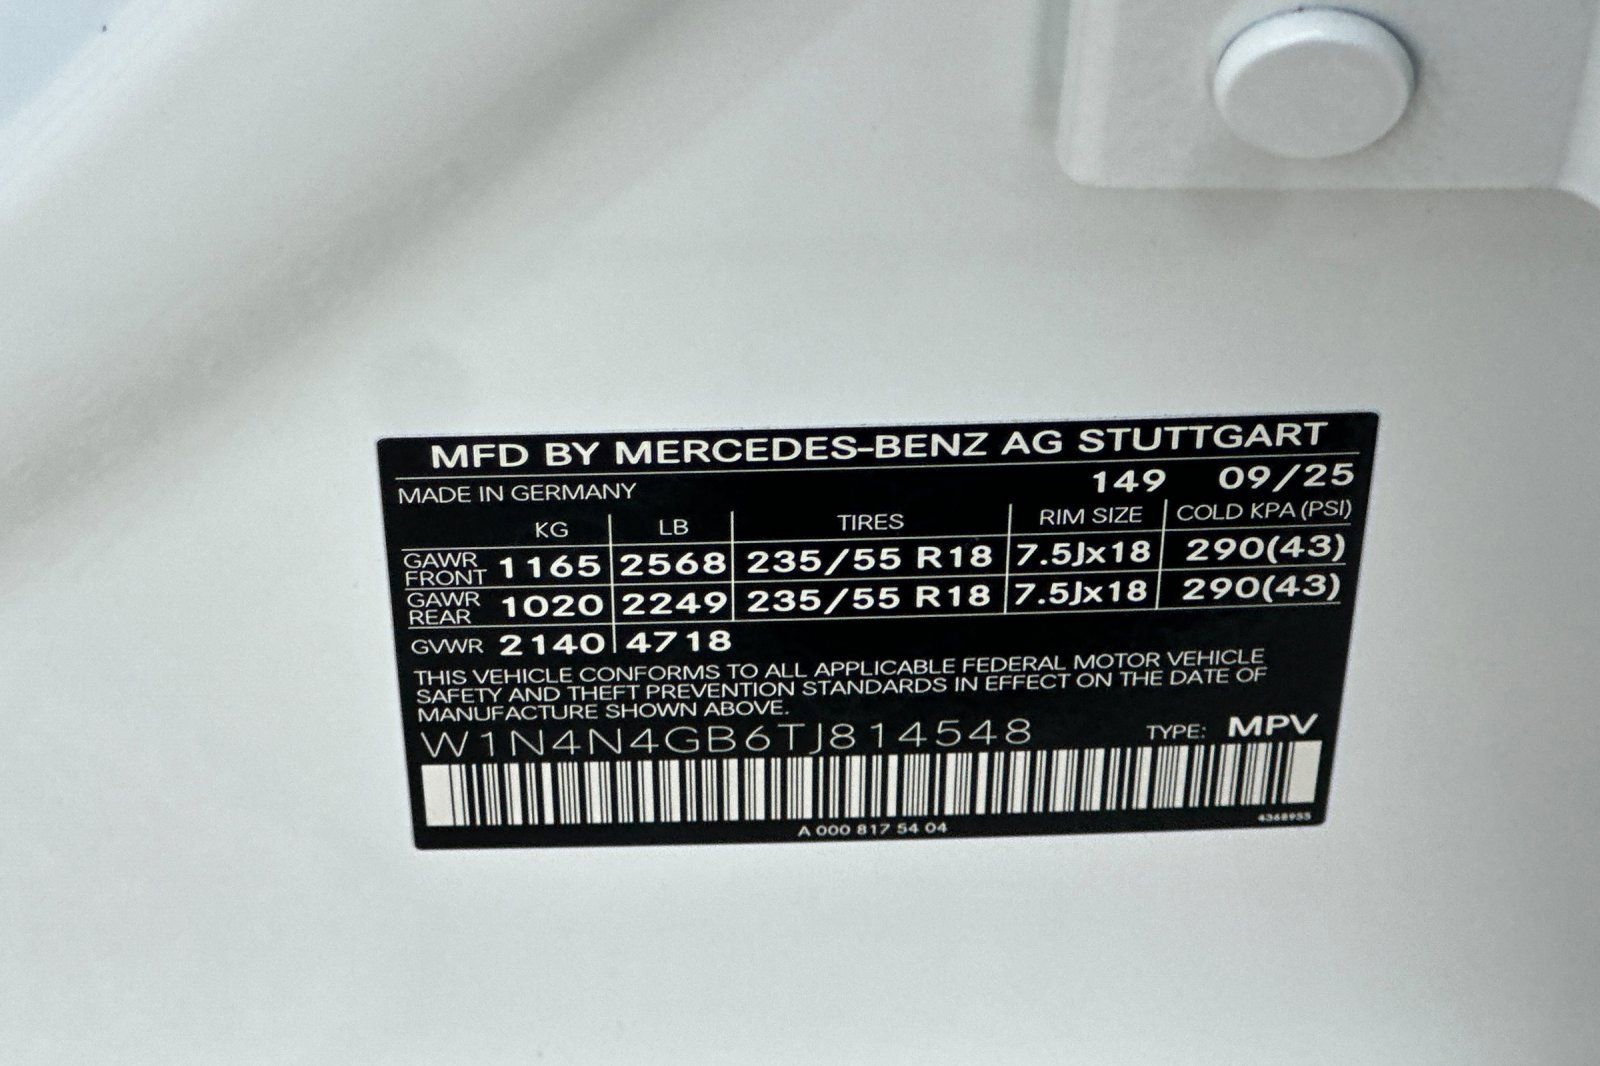 MFD BY MERCEDES-BENZ AG STUTTGART
MADE IN GERMANY 149 09/25
KG LB TIRES RIM SIZE COLD KPA (PSI)
GAWR FRONT 1165 2568 235/55 R18 7.5Jx18 290(43)
GAWR REAR 1020 2249 235/55 R18 7.5Jx18 290(43)
GVWR 2140 4718
THIS VEHICLE CONFORMS TO ALL APPLICABLE FEDERAL MOTOR VEHICLE
SAFETY AND THEFT PREVENTION STANDARDS IN EFFECT ON THE DATE OF
MANUFACTURE SHOWN ABOVE.
W1N4N4GB6TJ814548 TYPE: MPV
A 000 817 54 04 4368955